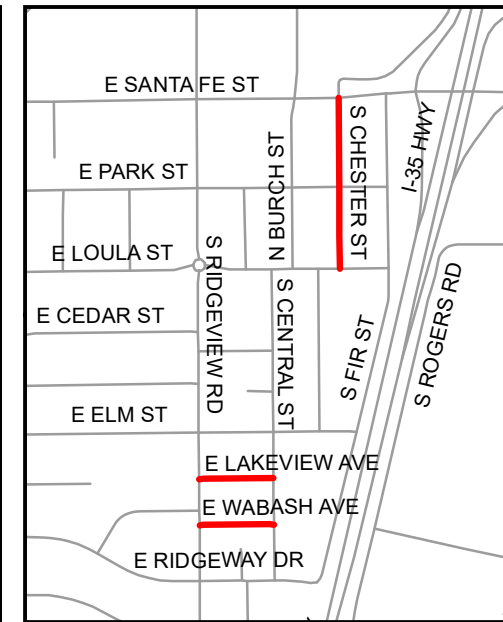 E SANTA FE ST
S CHESTER ST
I-35 HWY
N BURCH ST
E PARK ST
E LOULA ST
S RIDGEVIEW RD
S CENTRAL ST
S ROGERS RD
E CEDAR ST
S FIR ST
E ELM ST
E LAKEVIEW AVE
E WABASH AVE
E RIDGEWAY DR